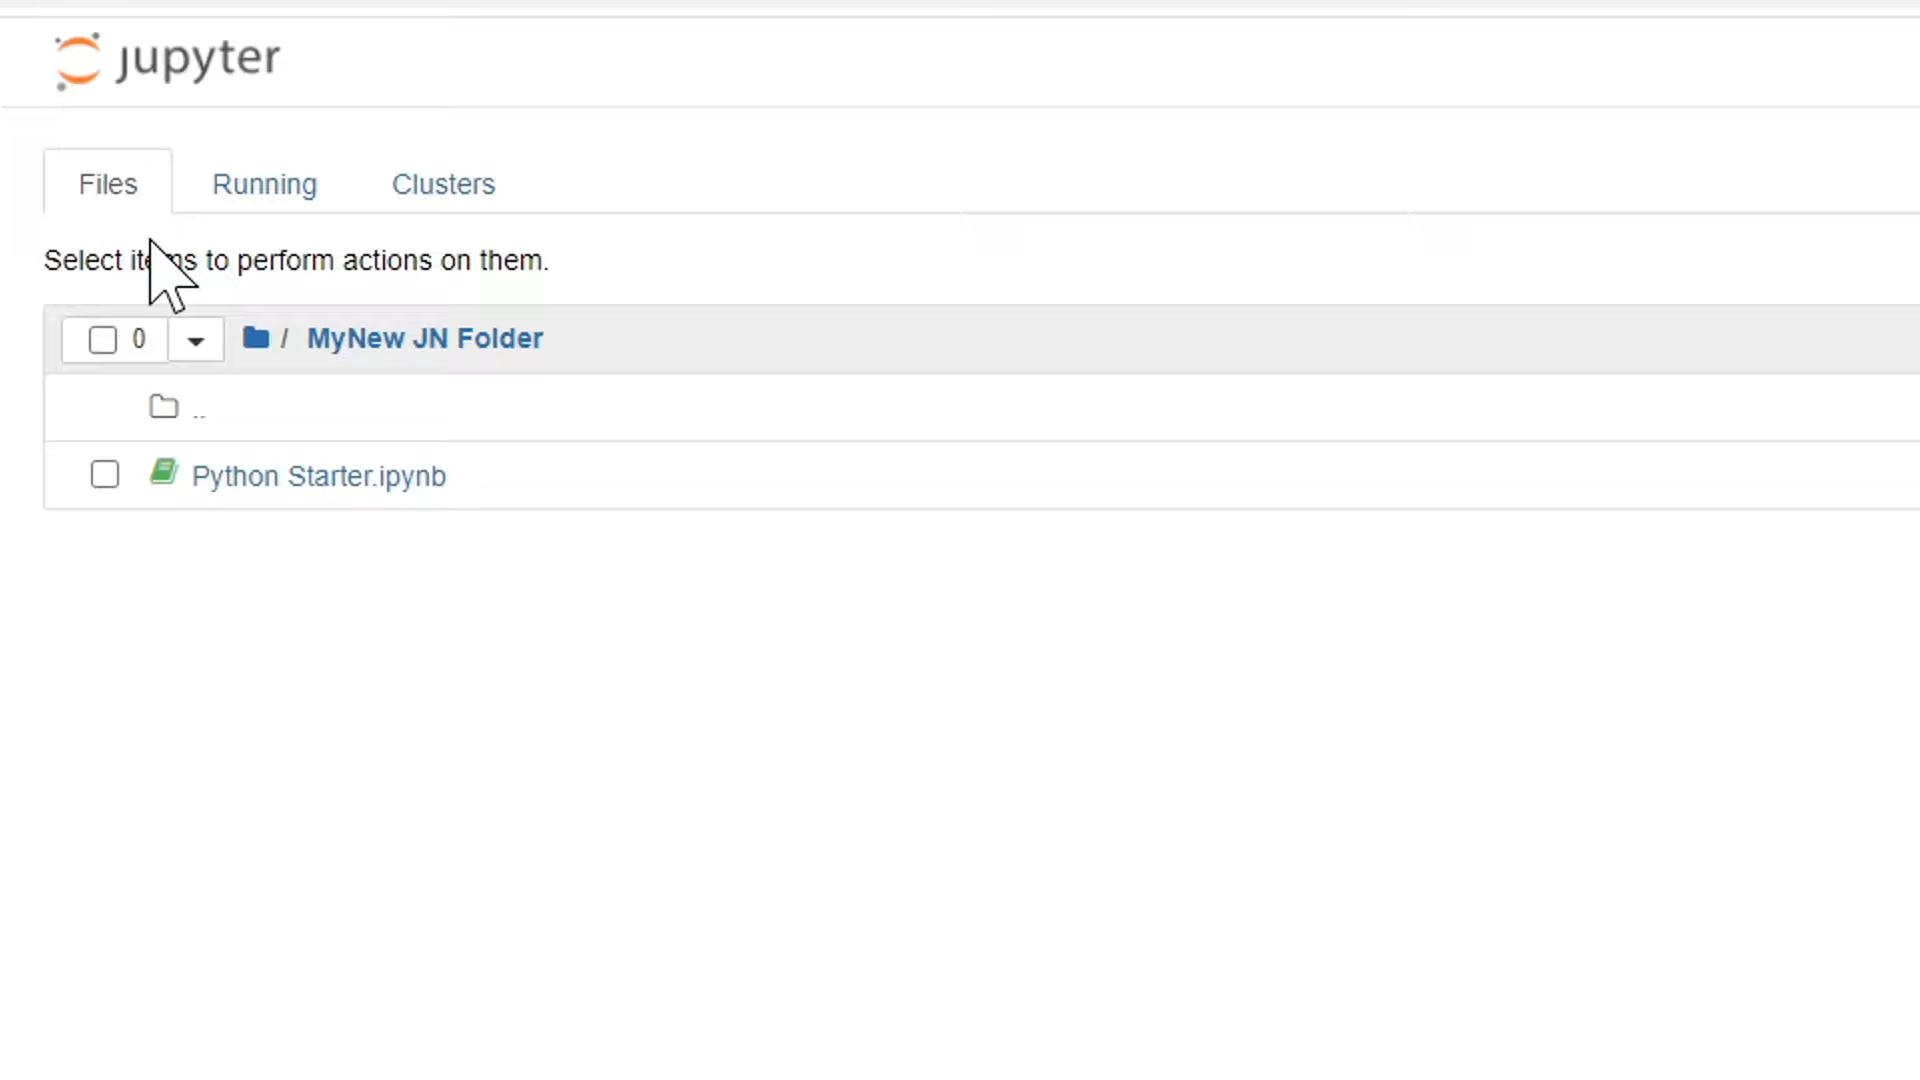 jupyter
Files Running Clusters
Select items to perform actions on them.
0 / MyNew JN Folder
..
Python Starter.ipynb